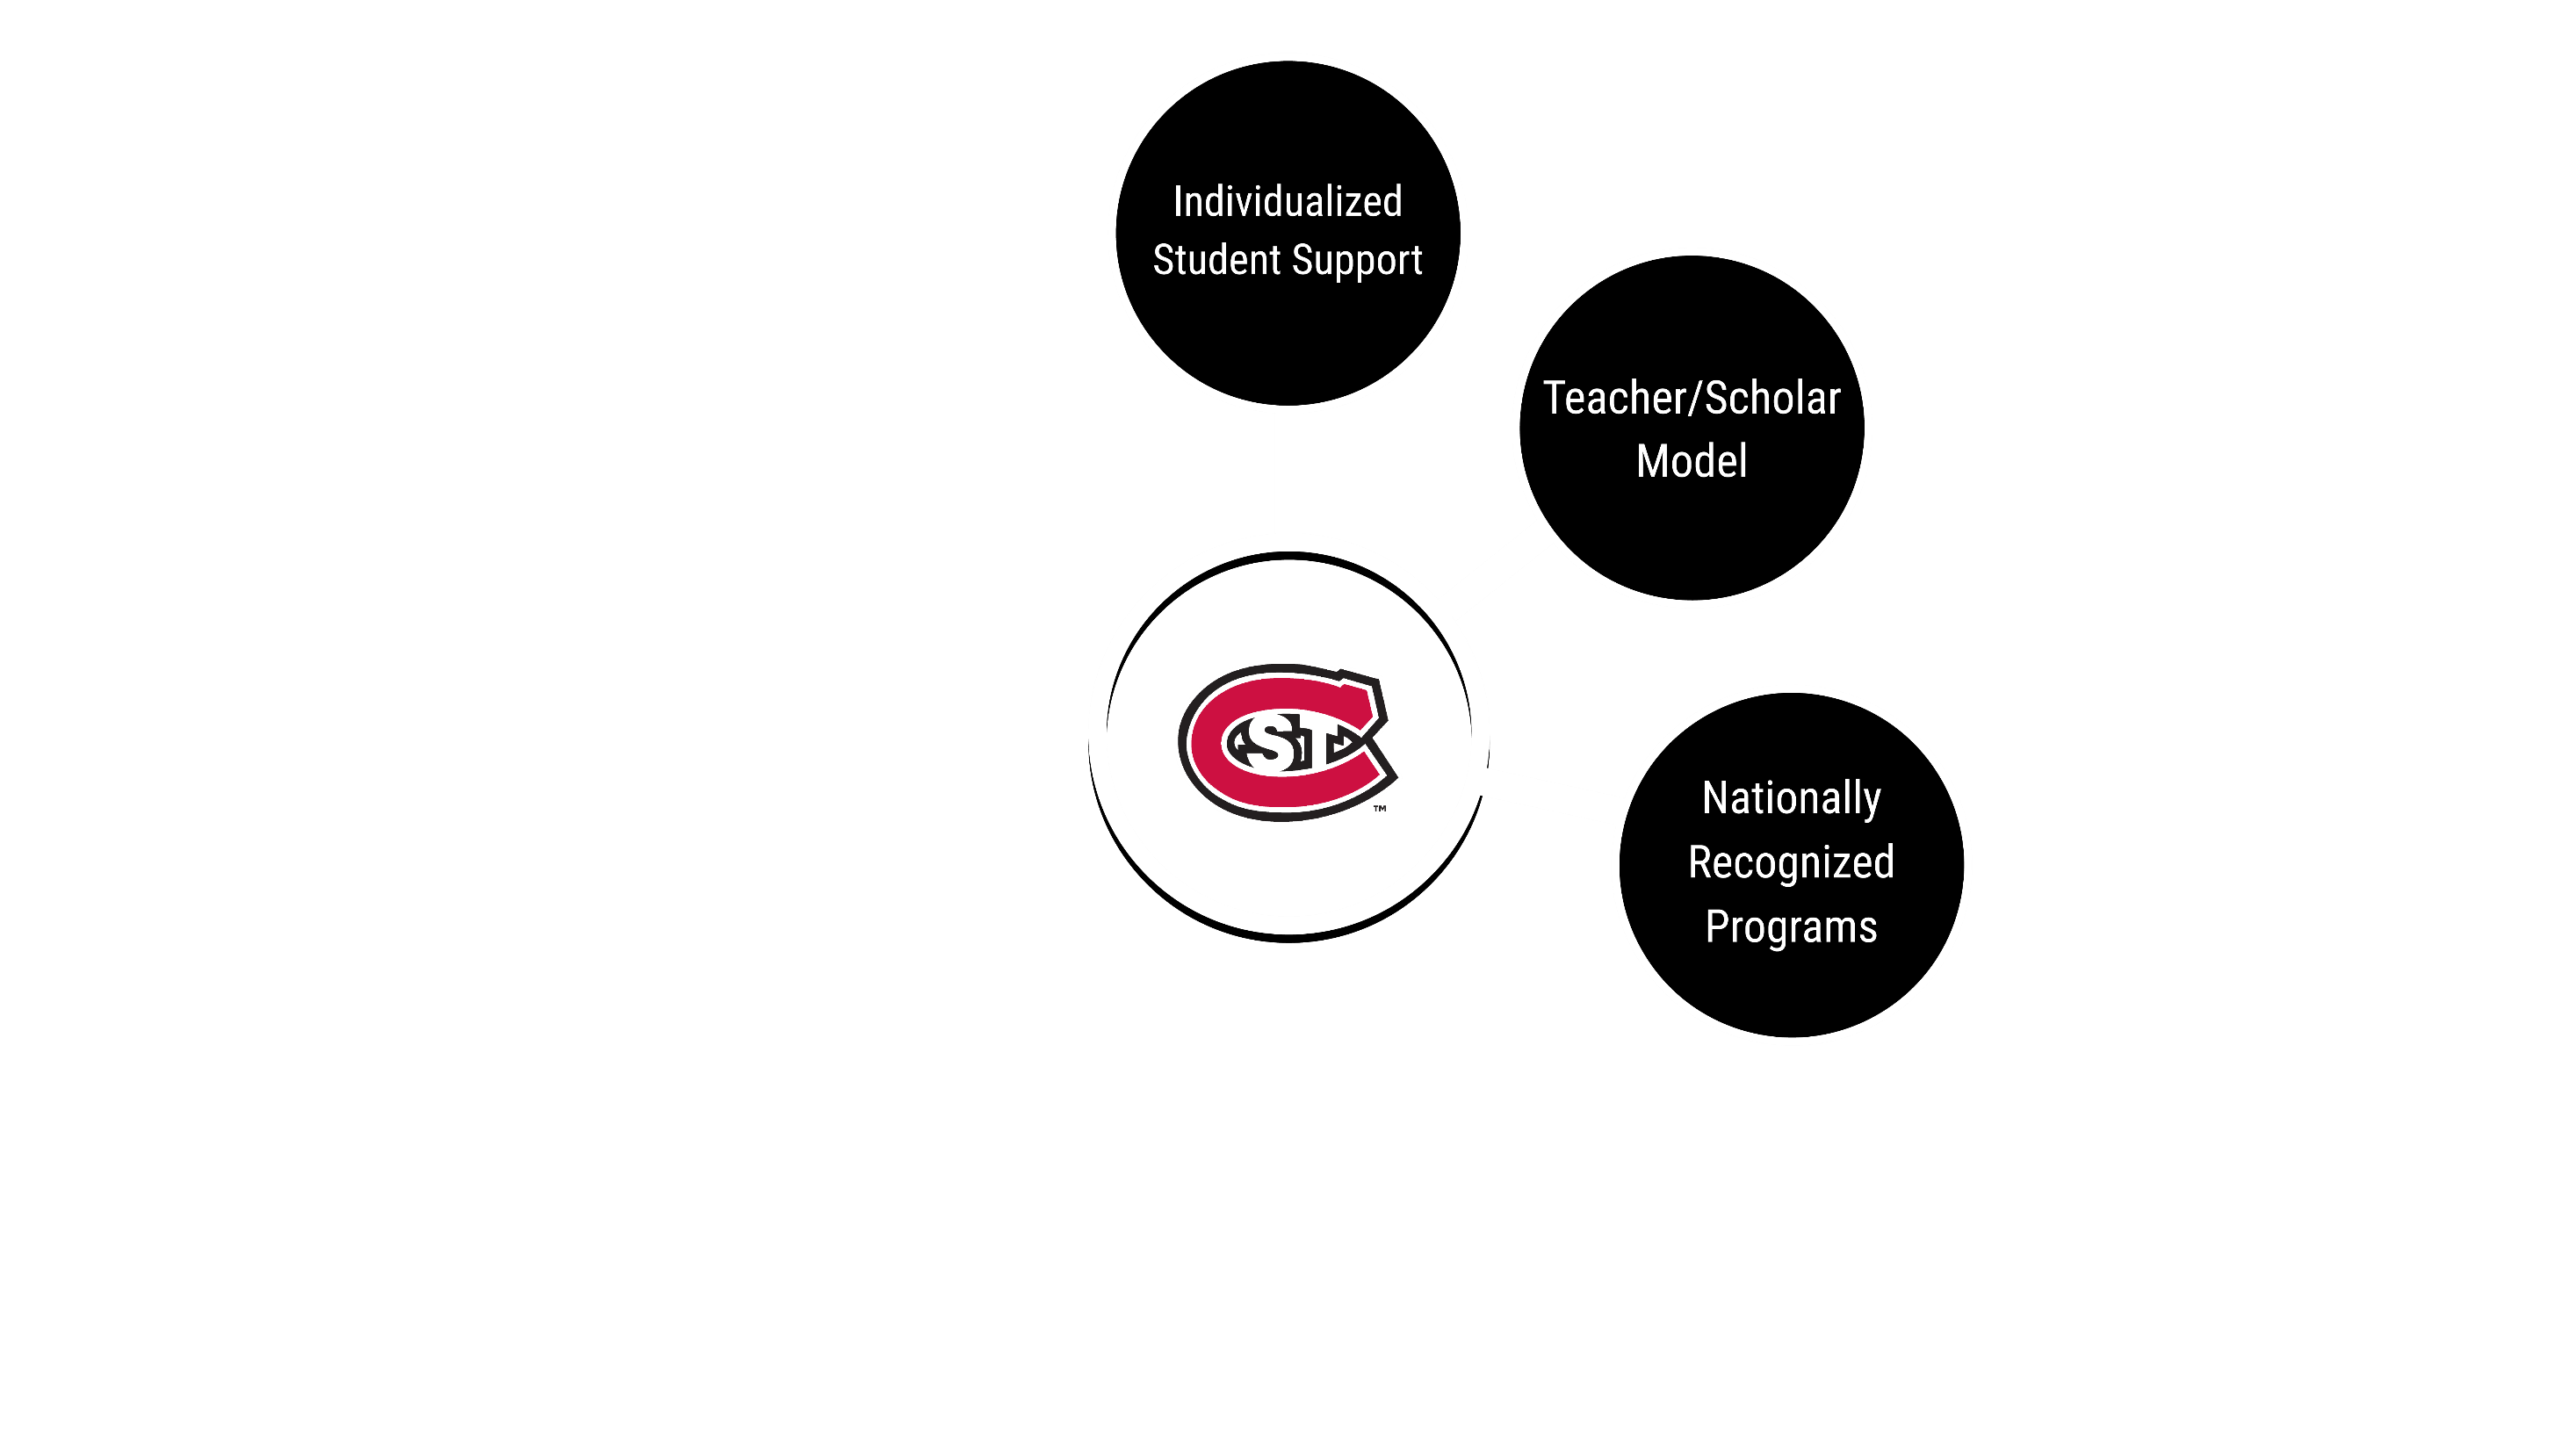 Individualized
Student Support
Teacher/Scholar
Model
ST
C
TM
Nationally
Recognized
Programs